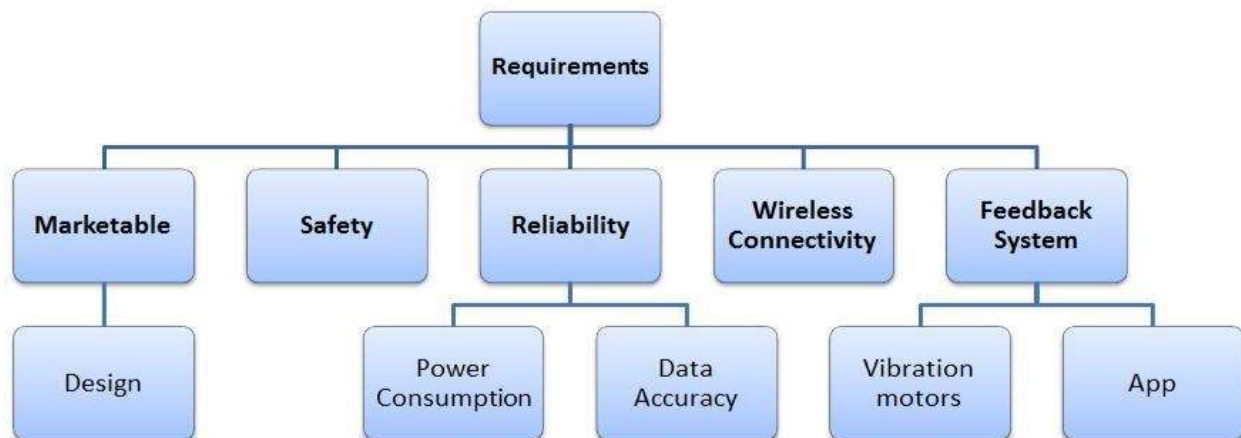 Requirements
Marketable
Safety
Reliability
Wireless
Connectivity
Feedback
System
Design
Power
Consumption
Data
Accuracy
Vibration
motors
App